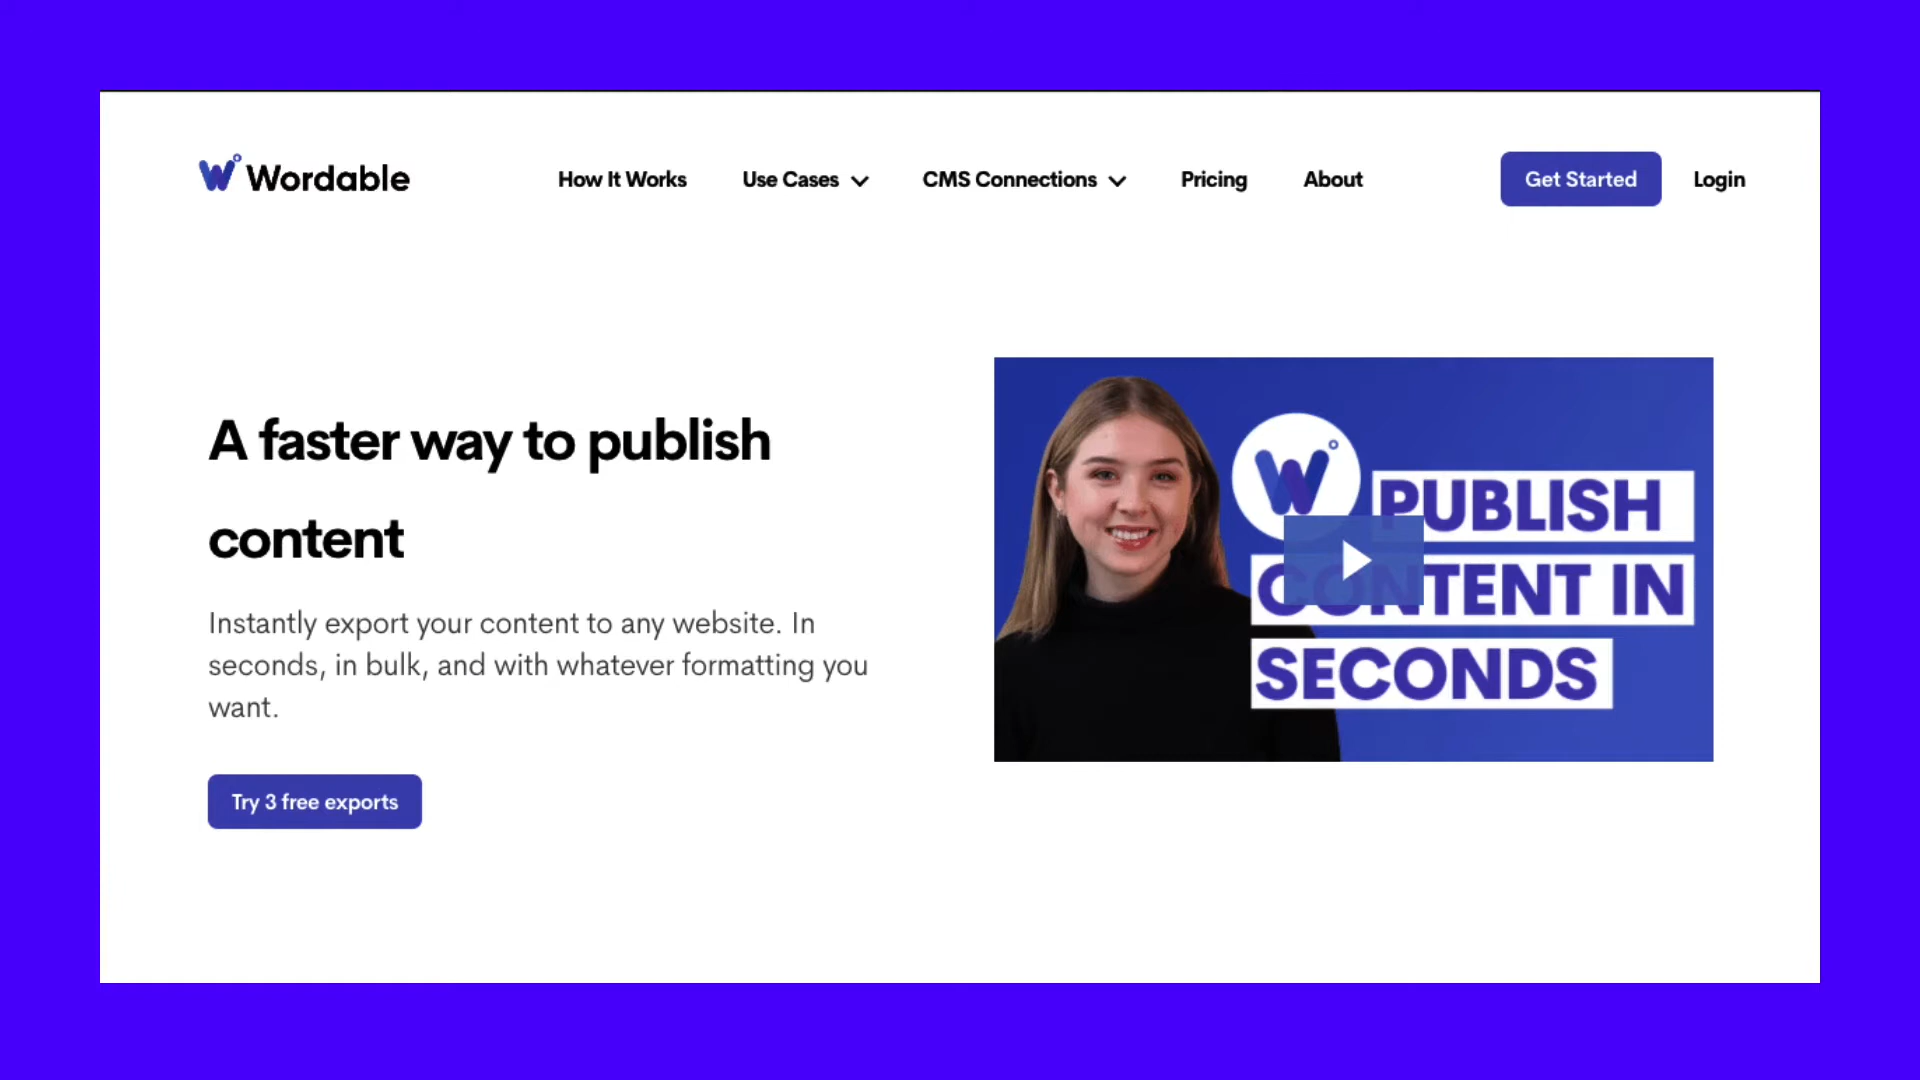 Wordable
How It Works
Use Cases
CMS Connections
Pricing
About
Get Started
Login
A faster way to publish
content
Instantly export your content to any website. In
seconds, in bulk, and with whatever formatting you
want.
Try 3 free exports
W
PUBLISH
CONTENT IN
SECONDS